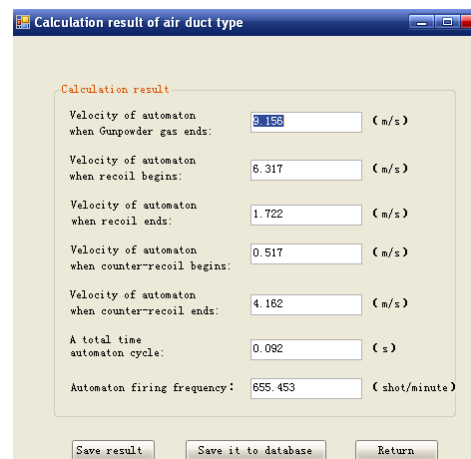 Calculation result of air duct type
Calculation result
Velocity of automaton
when Gunpowder gas ends:
9.156
(m/s)
Velocity of automaton
when recoil begins:
6.317
(m/s)
Velocity of automaton
when recoil ends:
1.722
(m/s)
Velocity of automaton
when counter-recoil begins:
0.517
(m/s)
Velocity of automaton
when counter-recoil ends:
4.162
(m/s)
A total time
automaton cycle:
0.092
(s)
Automaton firing frequency:
655.453
(shot/minute)
Save result
Save it to database
Return